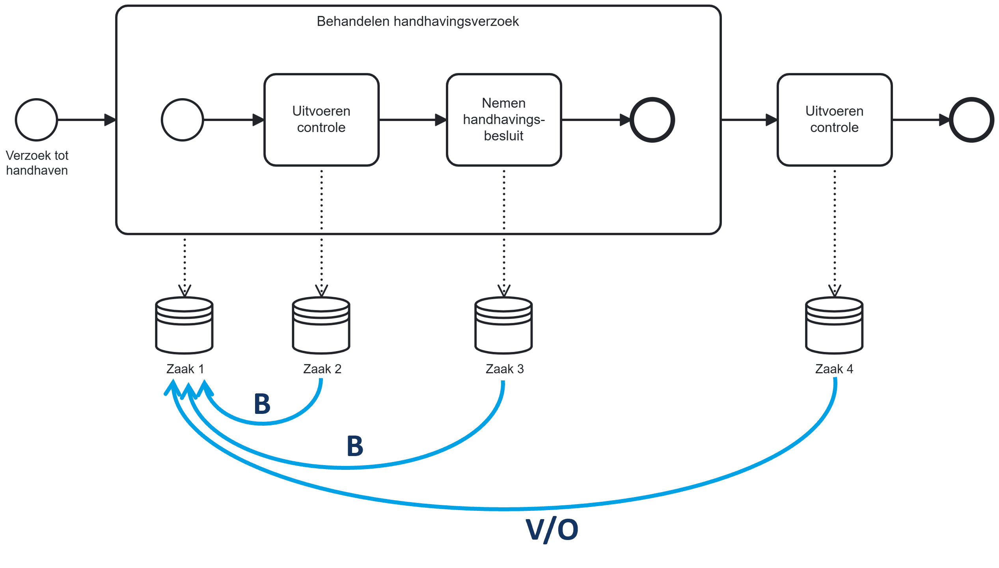 Behandelen handhavingsverzoek
Verzoek tot
handhaven
Uitvoeren
controle
Nemen
handhavings-
besluit
Uitvoeren
controle
Zaak 1
Zaak 2
Zaak 3
Zaak 4
B
B
V/O